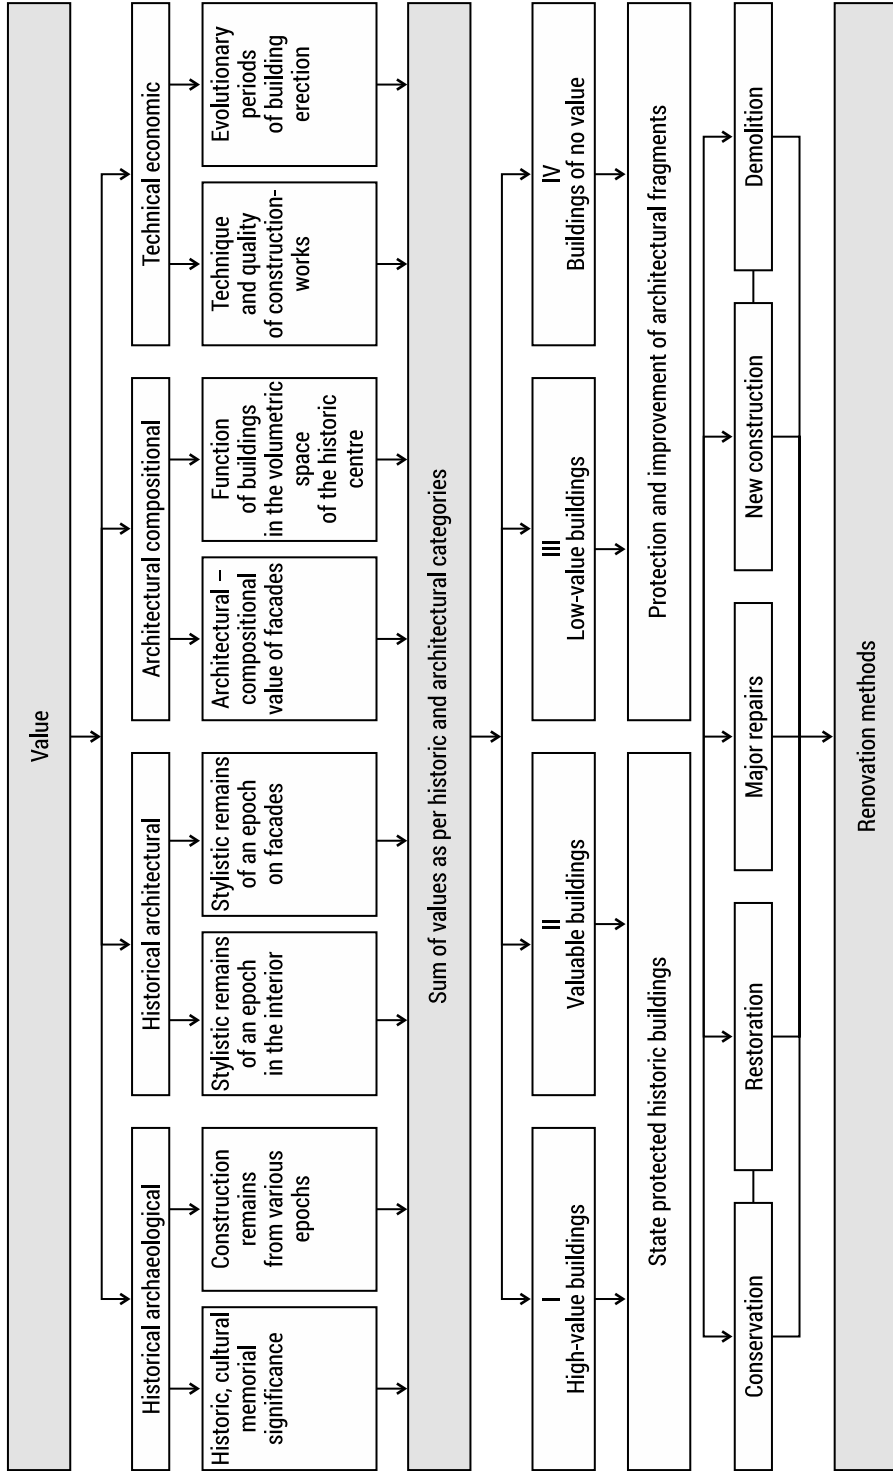 Value
Historical archaeological
Historical architectural
Architectural compositional
Technical economic
Historic, cultural
memorial
significance
Construction
remains
from various
epochs
Stylistic remains
of an epoch
in the interior
Stylistic remains
of an epoch
on facades
Architectural –
compositional
value of facades
Function
of buildings
in the volumetric
space
of the historic
centre
Technique
and quality
of construction-
works
Evolutionary
periods
of building
erection
Sum of values as per historic and architectural categories
I
High-value buildings
II
Valuable buildings
III
Low-value buildings
IV
Buildings of no value
State protected historic buildings
Protection and improvement of architectural fragments
Conservation
Restoration
Major repairs
New construction
Demolition
Renovation methods